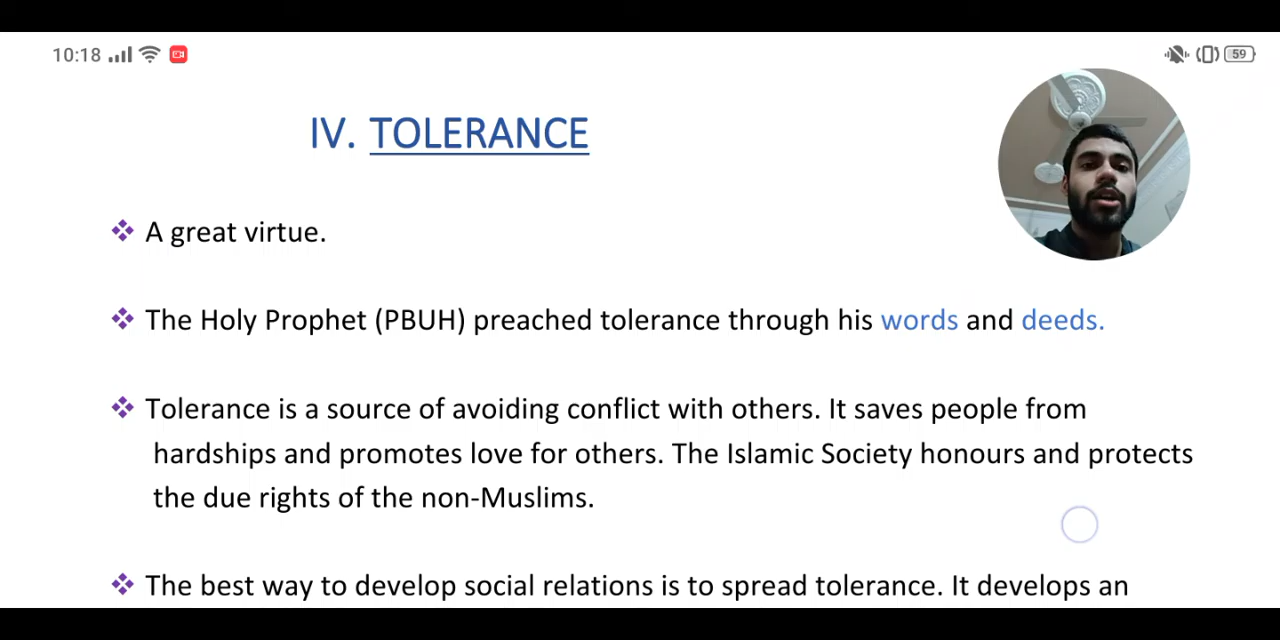 10:18
59
IV. TOLERANCE
❖ A great virtue.
❖ The Holy Prophet (PBUH) preached tolerance through his words and deeds.
❖ Tolerance is a source of avoiding conflict with others. It saves people from
hardships and promotes love for others. The Islamic Society honours and protects
the due rights of the non-Muslims.
❖ The best way to develop social relations is to spread tolerance. It develops an